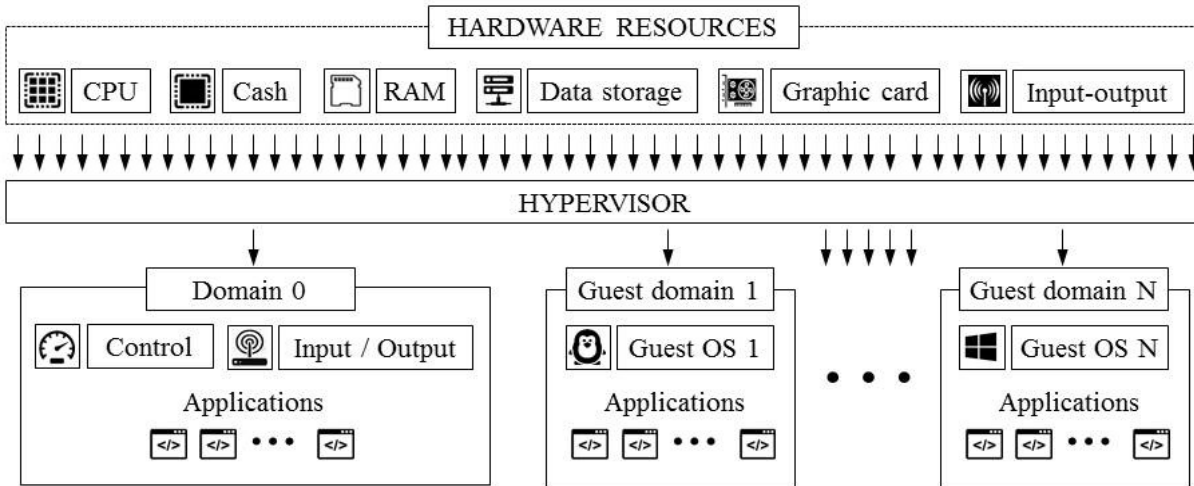 HARDWARE RESOURCES
CPU Cash RAM Data storage Graphic card Input-output
HYPERVISOR
Domain 0 Guest domain 1 Guest domain N
Control Input / Output Guest OS 1 Guest OS N
Applications Applications Applications
</> </> </> </> </> </> </> </> </>